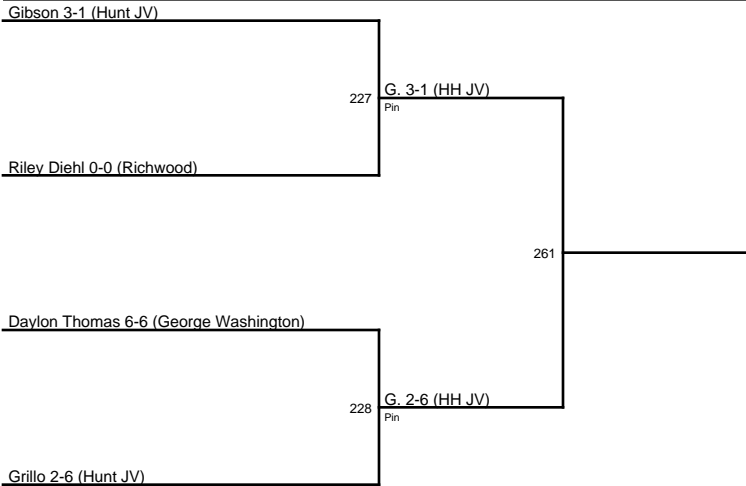 Gibson 3-1 (Hunt JV)
227
G. 3-1 (HH JV)
Pin
Riley Diehl 0-0 (Richwood)
261
Daylon Thomas 6-6 (George Washington)
228
G. 2-6 (HH JV)
Pin
Grillo 2-6 (Hunt JV)